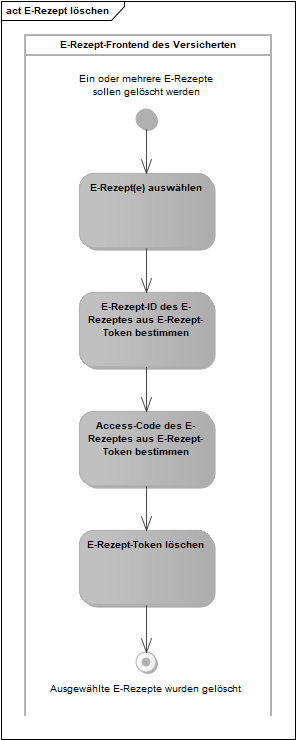 act E-Rezept löschen
E-Rezept-Frontend des Versicherten
Ein oder mehrere E-Rezepte
sollen gelöscht werden
E-Rezept(e) auswählen
E-Rezept-ID des E-
Rezeptes aus E-Rezept-
Token bestimmen
Access-Code des E-
Rezeptes aus E-Rezept-
Token bestimmen
E-Rezept-Token löschen
Ausgewählte E-Rezepte wurden gelöscht